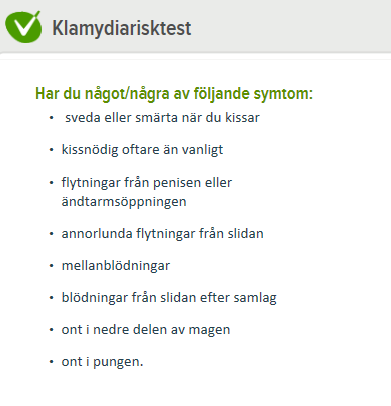 Klamydiarisktest
Har du något/några av följande symtom:
• sveda eller smärta när du kissar
• kissnödig oftare än vanligt
• flytningar från penisen eller
ändtarmsöppningen
• annorlunda flytningar från slidan
• mellanblödningar
• blödningar från slidan efter samlag
• ont i nedre delen av magen
• ont i pungen.